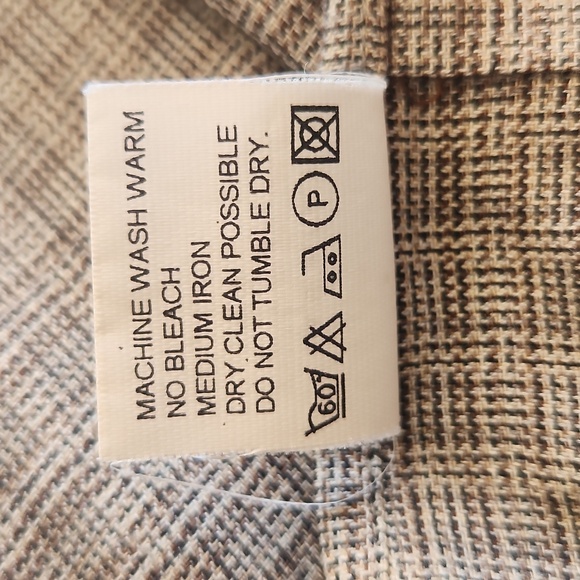 MACHINE WASH WARM
NO BLEACH
MEDIUM IRON
DRY CLEAN POSSIBLE
DO NOT TUMBLE DRY.
60° P